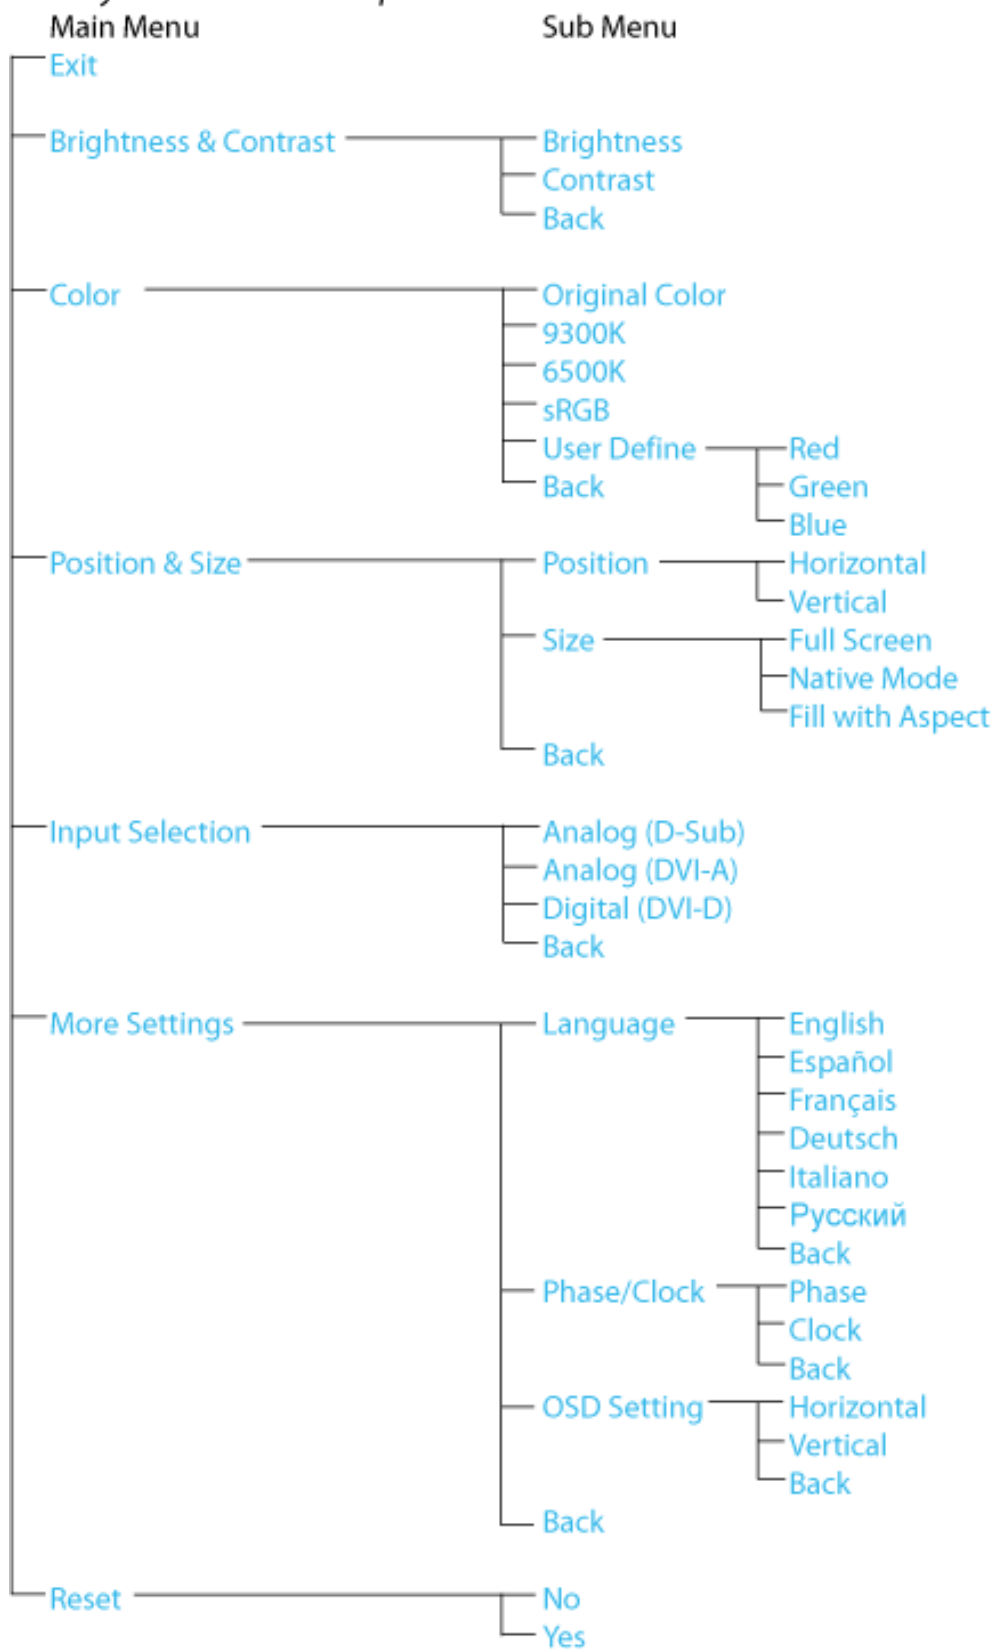 Main Menu Sub Menu
Exit
Brightness & Contrast Brightness
Contrast
Back
Color Original Color
9300K
6500K
sRGB
User Define Red
Back Green
Blue
Position & Size Position Horizontal
Vertical
Size Full Screen
Native Mode
Fill with Aspect
Back
Input Selection Analog (D-Sub)
Analog (DVI-A)
Digital (DVI-D)
Back
More Settings Language English
Español
Français
Deutsch
Italiano
Русский
Back
Phase/Clock Phase
Clock
Back
OSD Setting Horizontal
Vertical
Back
Back
Reset No
Yes